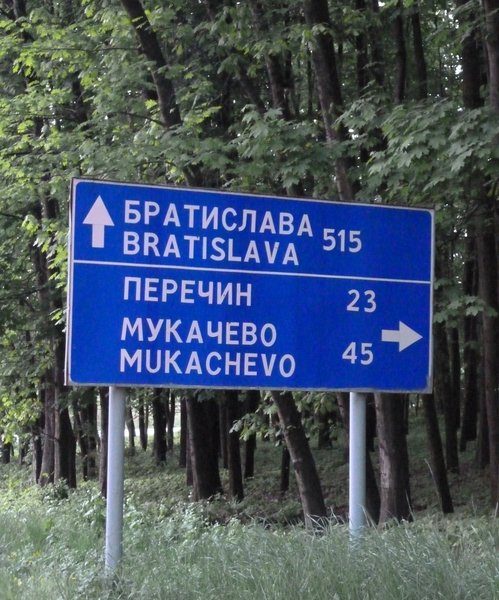 БРАТИСЛАВА
BRATISLAVA 515
ПЕРЕЧИН 23
МУКАЧЕВО
MUKACHEVO 45